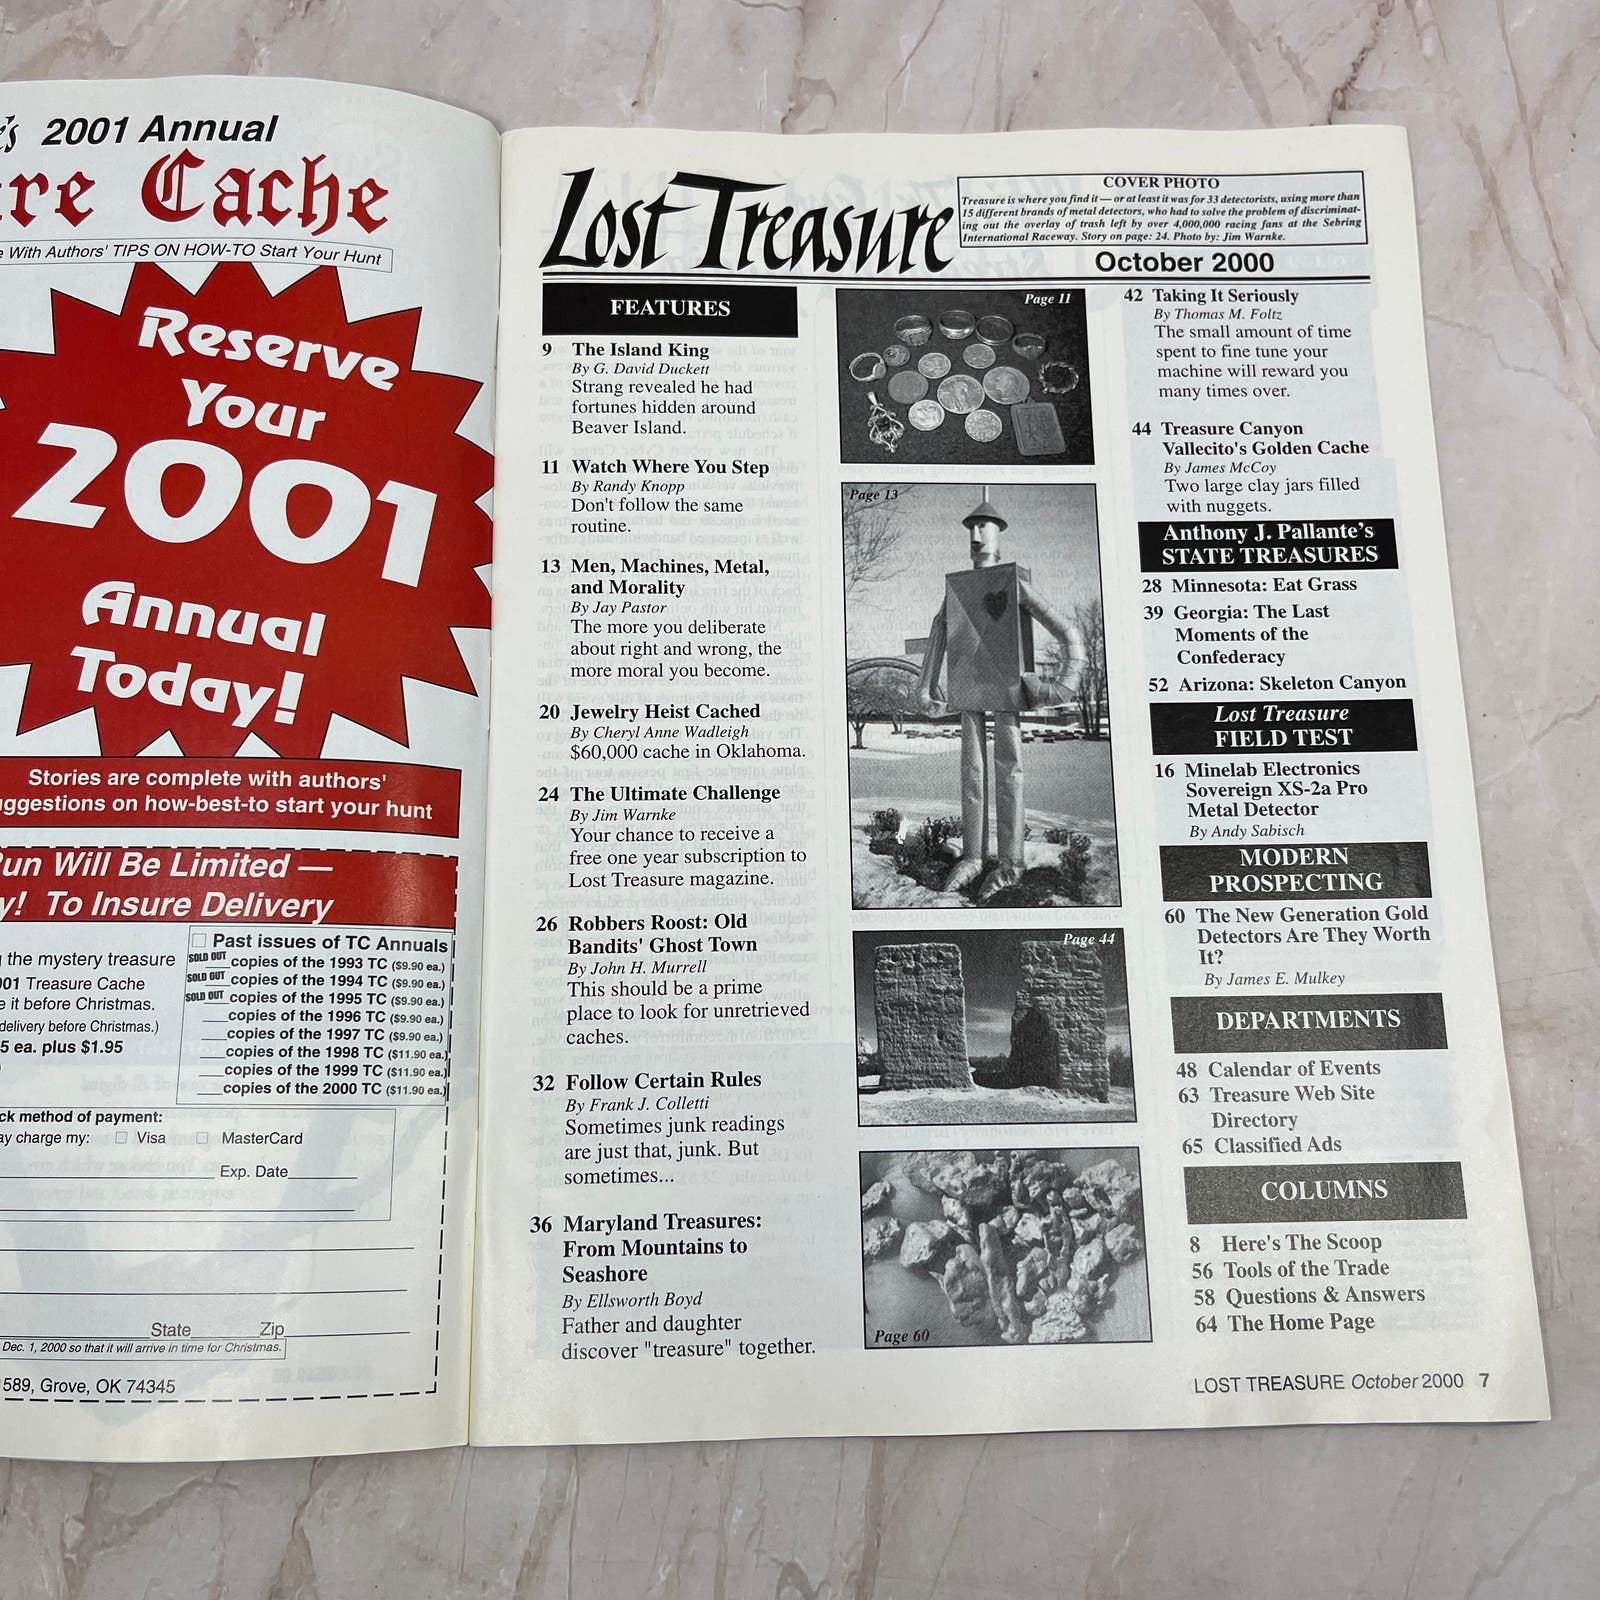 2001 Annual
Cache
With Authors' TIPS ON HOW-TO Start Your Hunt
Reserve
Your
2001
Annual
Today!
Stories are complete with authors'
on how-best-to start your hunt
Will Be Limited —
To Insure Delivery
the mystery treasure
Treasure Cache
it before Christmas.
delivery before Christmas.)
ea. plus $1.95
Past issues of TC Annuals
SOLD OUT copies of the 1993 TC ($9.90 ea.)
SOLD OUT copies of the 1994 TC ($9.90 ea.)
SOLD OUT copies of the 1995 TC ($9.90 ea.)
___copies of the 1996 TC ($9.90 ea.)
___copies of the 1997 TC ($9.90 ea.)
___copies of the 1998 TC ($11.90 ea.)
___copies of the 1999 TC ($11.90 ea.)
___copies of the 2000 TC ($11.90 ea.)
method of payment:
charge my: Visa MasterCard
Exp. Date
State Zip
Dec. 1, 2000 so that it will arrive in time for Christmas.
589, Grove, OK 74345
Lost Treasure
COVER PHOTO
Treasure is where you find it — or at least it was for 33 detectorists, using more than
15 different brands of metal detectors, who had to solve the problem of discriminat-
ing out the overlay of trash left by over 4,000,000 racing fans at the Sebring
International Raceway. Story on page: 24. Photo by: Jim Warnke.
October 2000
FEATURES
9 The Island King
By G. David Duckett
Strang revealed he had
fortunes hidden around
Beaver Island.
11 Watch Where You Step
By Randy Knopp
Don't follow the same
routine.
13 Men, Machines, Metal,
and Morality
By Jay Pastor
The more you deliberate
about right and wrong, the
more moral you become.
20 Jewelry Heist Cached
By Cheryl Anne Wadleigh
$60,000 cache in Oklahoma.
24 The Ultimate Challenge
By Jim Warnke
Your chance to receive a
free one year subscription to
Lost Treasure magazine.
26 Robbers Roost: Old
Bandits' Ghost Town
By John H. Murrell
This should be a prime
place to look for unretrieved
caches.
32 Follow Certain Rules
By Frank J. Colletti
Sometimes junk readings
are just that, junk. But
sometimes...
36 Maryland Treasures:
From Mountains to
Seashore
By Ellsworth Boyd
Father and daughter
discover "treasure" together.
Page 11
Page 13
Page 44
Page 60
42 Taking It Seriously
By Thomas M. Foltz
The small amount of time
spent to fine tune your
machine will reward you
many times over.
44 Treasure Canyon
Vallecito's Golden Cache
By James McCoy
Two large clay jars filled
with nuggets.
Anthony J. Pallante's
STATE TREASURES
28 Minnesota: Eat Grass
39 Georgia: The Last
Moments of the
Confederacy
52 Arizona: Skeleton Canyon
Lost Treasure
FIELD TEST
16 Minelab Electronics
Sovereign XS-2a Pro
Metal Detector
By Andy Sabisch
MODERN
PROSPECTING
60 The New Generation Gold
Detectors Are They Worth
It?
By James E. Mulkey
DEPARTMENTS
48 Calendar of Events
63 Treasure Web Site
Directory
65 Classified Ads
COLUMNS
8 Here's The Scoop
56 Tools of the Trade
58 Questions & Answers
64 The Home Page
LOST TREASURE October 2000 7